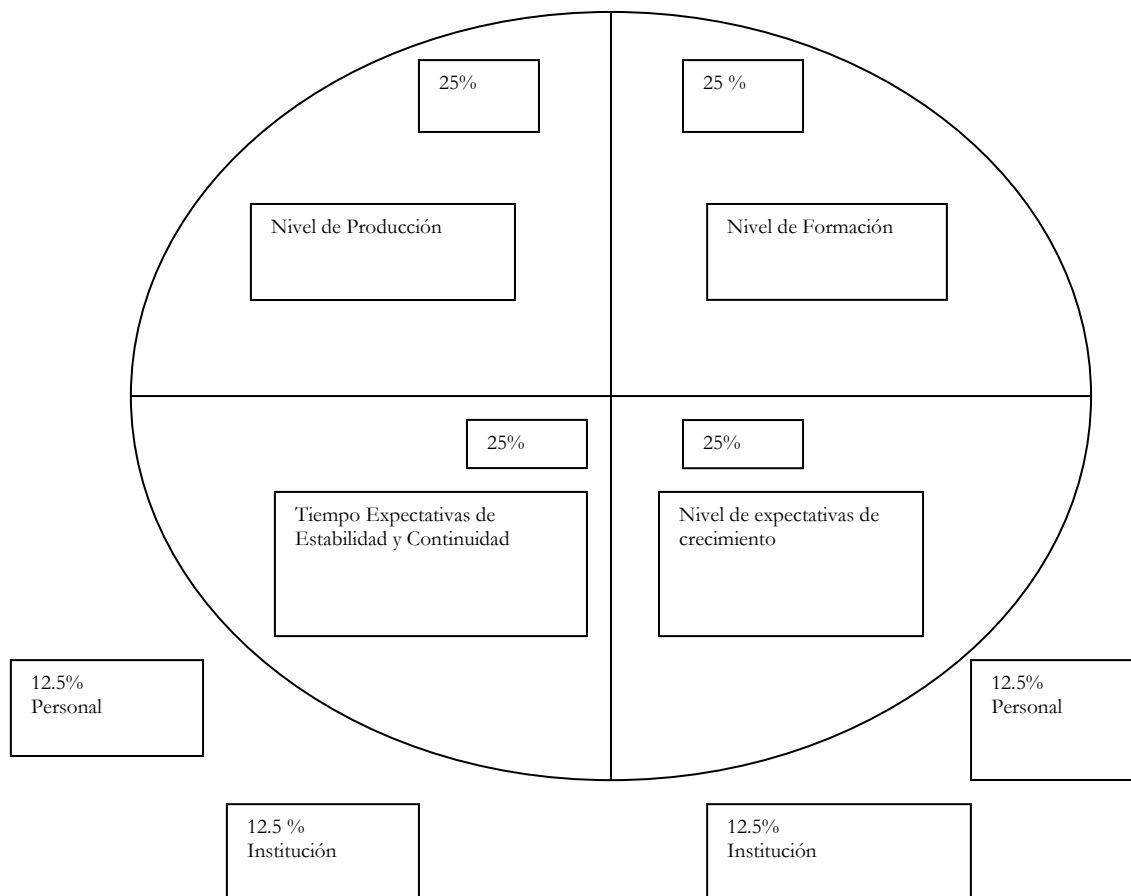 25%
25 %
Nivel de Producción
Nivel de Formación
25%
25%
Tiempo Expectativas de
Estabilidad y Continuidad
Nivel de expectativas de
crecimiento
12.5%
Personal
12.5%
Personal
12.5 %
Institución
12.5%
Institución